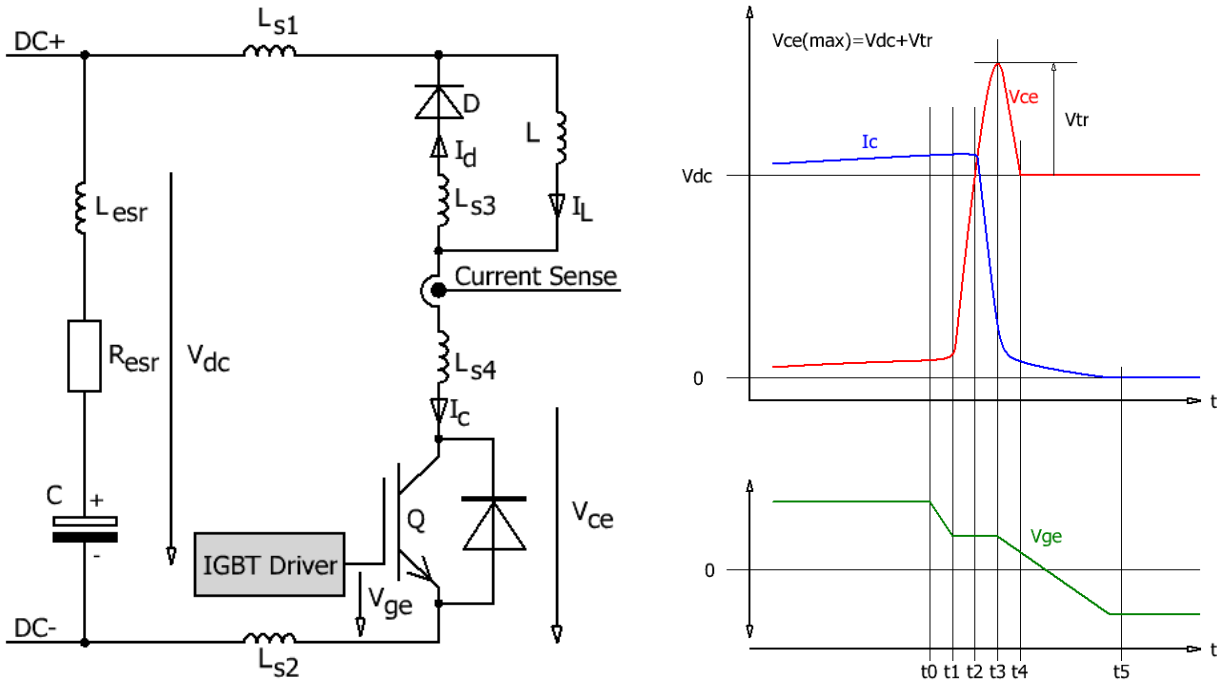 Ls1
DC+
D
L
Id
Lesr
Ls3
IL
Current Sense
Resr
Vdc
Ls4
Ic
C
+
-
Q
Vce
IGBT Driver
Vge
DC-
Ls2
Vce(max)=Vdc+Vtr
Vce
Vtr
Ic
Vdc
0
t
Vge
0
t
t0 t1 t2 t3 t4 t5